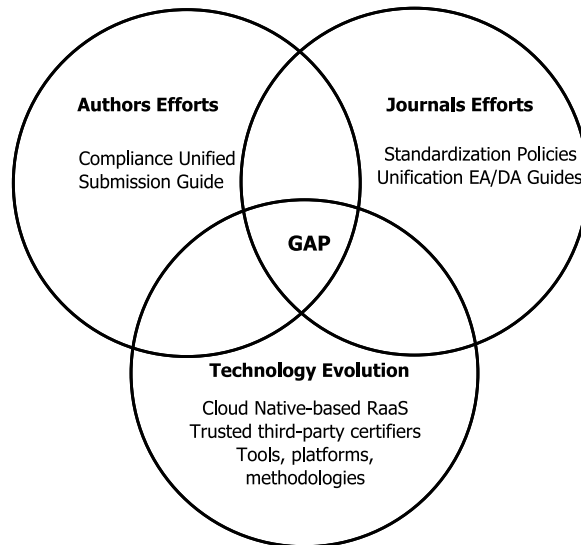 Authors Efforts
Compliance Unified
Submission Guide
Journals Efforts
Standardization Policies
Unification EA/DA Guides
GAP
Technology Evolution
Cloud Native-based RaaS
Trusted third-party certifiers
Tools, platforms,
methodologies